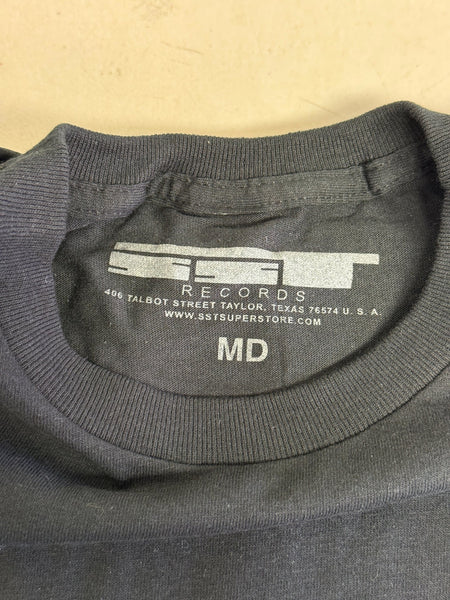 SST
RECORDS
406 TALBOT STREET TAYLOR, TEXAS 76574 U. S. A.
WWW.SSTSUPERSTORE.COM
MD